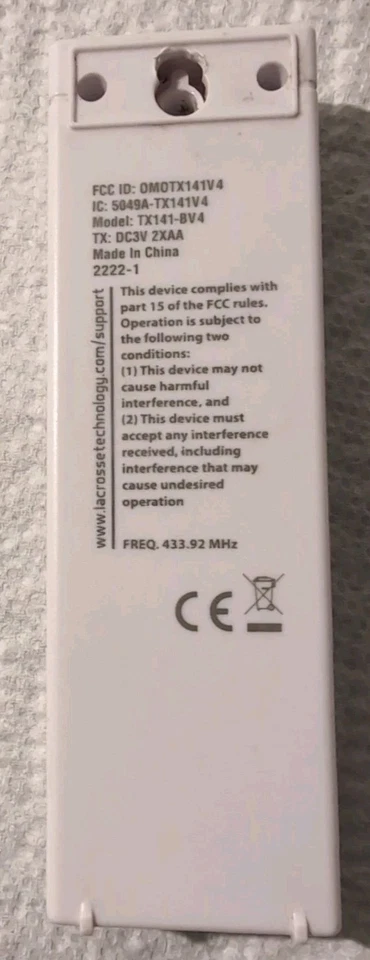 FCC ID: OMOTX141V4
IC: 5049A-TX141V4
Model: TX141-BV4
TX: DC3V 2XAA
Made In China
2222-1
www.lacrossetechnology.com/support
This device complies with
part 15 of the FCC rules.
Operation is subject to
the following two
conditions:
(1) This device may not
cause harmful
interference, and
(2) This device must
accept any interference
received, including
interference that may
cause undesired
operation
FREQ. 433.92 MHz
CE